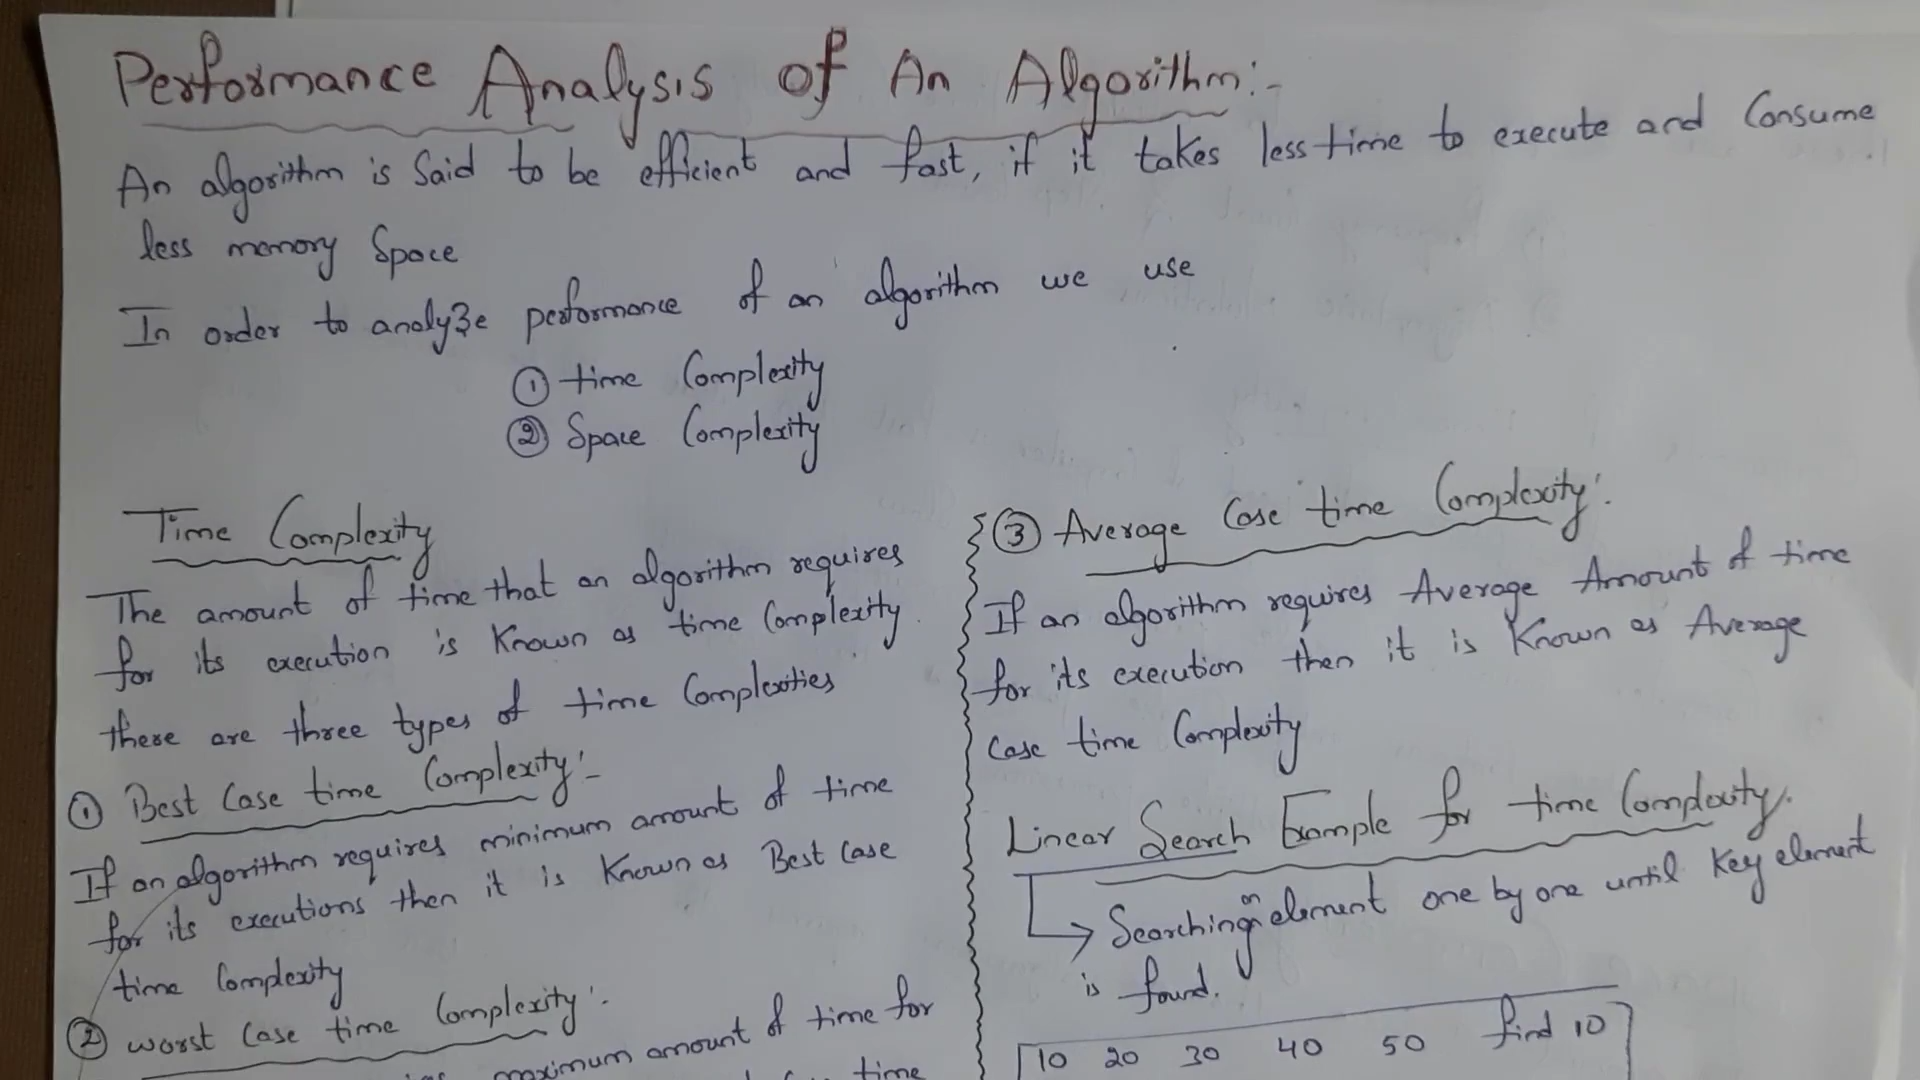 Performance Analysis of An Algorithm:-
An algorithm is Said to be efficient and fast, if it takes less time to execute and Consume
less memory Space
In order to analyze performance of an algorithm we use
① time Complexity
② Space Complexity
Time Complexity
The amount of time that an algorithm requires
for its execution is Known as time Complexity.
there are three types of time Complexities
① Best Case time Complexity:-
If an algorithm requires minimum amount of time
for its executions then it is Known as Best Case
time Complexity
② worst Case time Complexity:-
maximum amount of time for
time
③ Average Case time Complexity:
If an algorithm requires Average Amount of time
for its execution then it is Known as Average
Case time Complexity
Linear Search Example for time Complexity.
Searching an element one by one until Key element
is found.
10 20 30 40 50 find 10